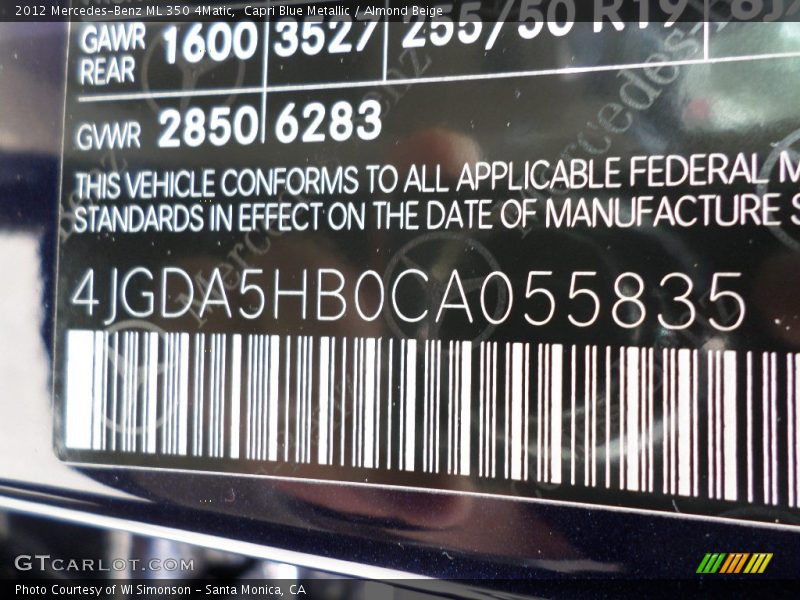 2012 Mercedes-Benz ML 350 4Matic, Capri Blue Metallic / Almond Beige
GAWR 1600 3527 255/50 R19
REAR
GVWR 2850 6283
THIS VEHICLE CONFORMS TO ALL APPLICABLE FEDERAL M
STANDARDS IN EFFECT ON THE DATE OF MANUFACTURE S
4JGDA5HB0CA055835
GTCARLOT.COM
Photo Courtesy of WI Simonson - Santa Monica, CA